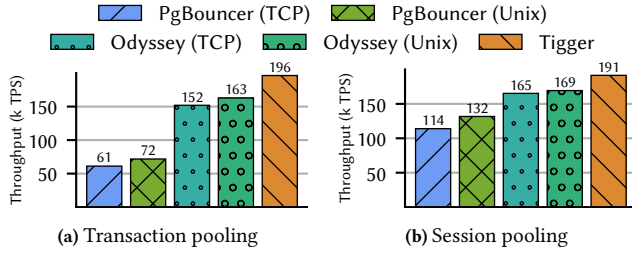 PgBouncer (TCP) PgBouncer (Unix)
Odyssey (TCP) Odyssey (Unix) Tigger
Throughput (k TPS)
150
100
50
61
72
152
163
196
(a) Transaction pooling
Throughput (k TPS)
150
100
50
114
132
165
169
191
(b) Session pooling